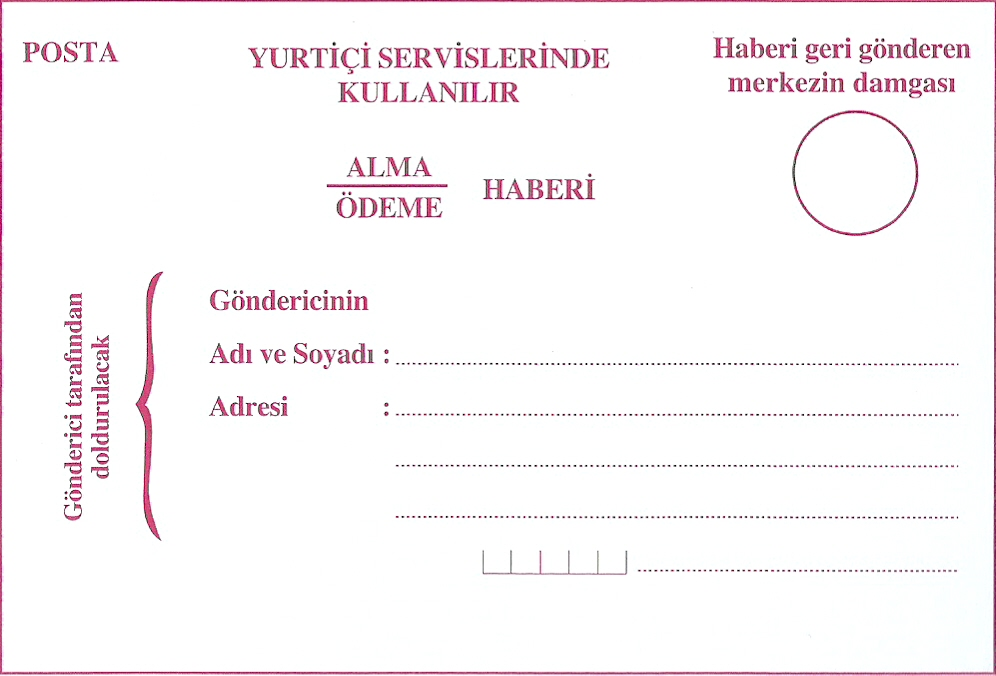 POSTA
YURTİÇİ SERVİSLERİNDE
KULLANILIR
Haberi geri gönderen
merkezin damgası
ALMA
ÖDEME
HABERİ
Gönderici tarafından
doldurulacak
Göndericinin
Adı ve Soyadı :
Adresi :